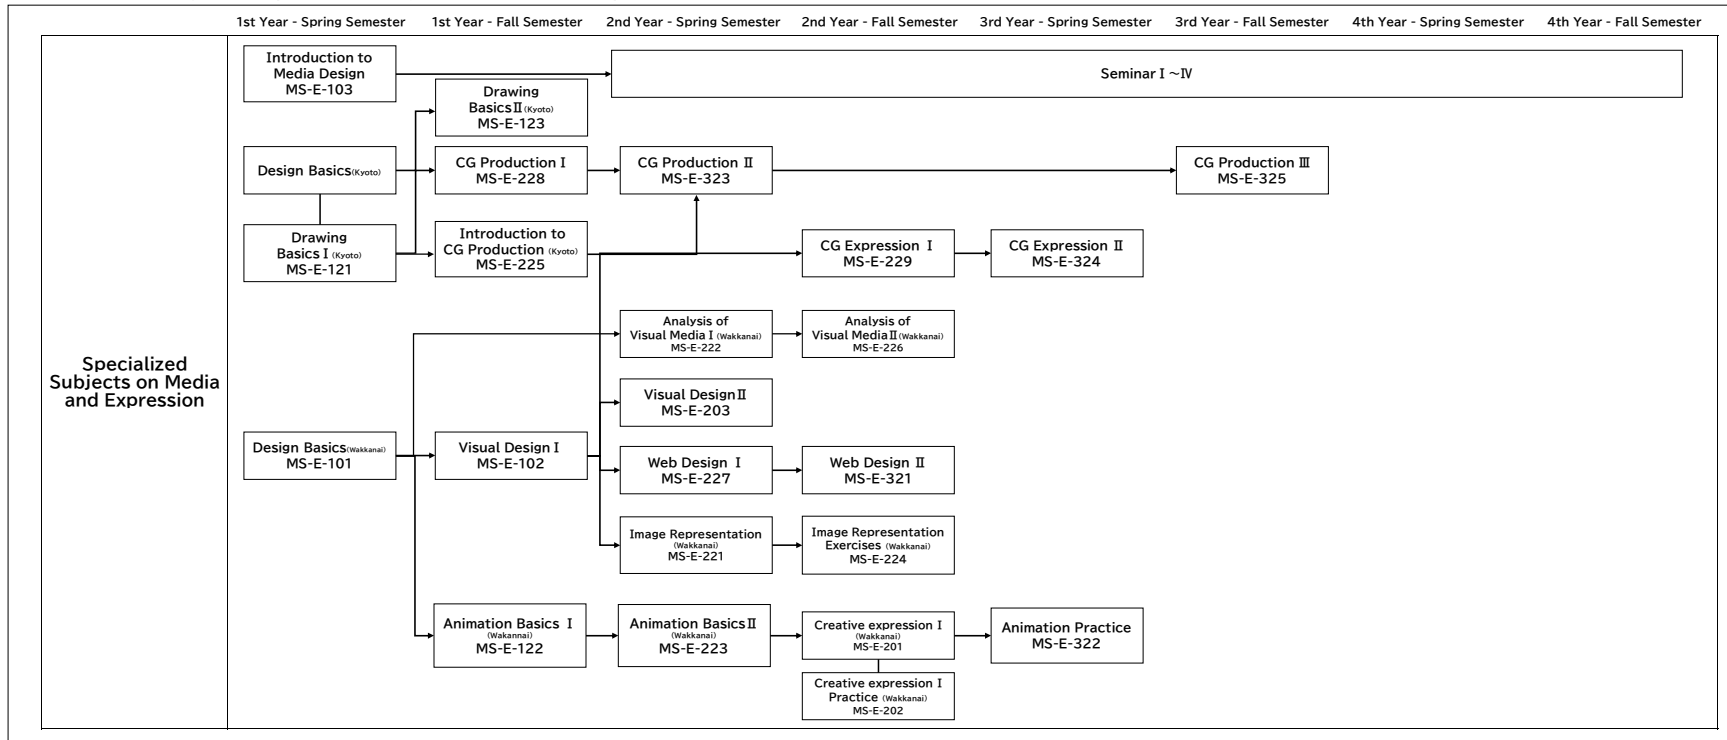 1st Year - Spring Semester
1st Year - Fall Semester
2nd Year - Spring Semester
2nd Year - Fall Semester
3rd Year - Spring Semester
3rd Year - Fall Semester
4th Year - Spring Semester
4th Year - Fall Semester
Specialized
Subjects on Media
and Expression
Introduction to
Media Design
MS-E-103
Seminar Ⅰ ～Ⅳ
Drawing
BasicsⅡ(Kyoto)
MS-E-123
Design Basics(Kyoto)
CG Production Ⅰ
MS-E-228
CG Production Ⅱ
MS-E-323
CG Production Ⅲ
MS-E-325
Drawing
BasicsⅠ(Kyoto)
MS-E-121
Introduction to
CG Production (Kyoto)
MS-E-225
CG Expression Ⅰ
MS-E-229
CG Expression Ⅱ
MS-E-324
Analysis of
Visual MediaⅠ(Wakkanai)
MS-E-222
Analysis of
Visual MediaⅡ(Wakkanai)
MS-E-226
Visual DesignⅡ
MS-E-203
Design Basics(Wakkanai)
MS-E-101
Visual DesignⅠ
MS-E-102
Web Design Ⅰ
MS-E-227
Web Design Ⅱ
MS-E-321
Image Representation
(Wakkanai)
MS-E-221
Image Representation
Exercises (Wakkanai)
MS-E-224
Animation Basics Ⅰ
(Wakannai)
MS-E-122
Animation BasicsⅡ
(Wakkanai)
MS-E-223
Creative expressionⅠ
(Wakkanai)
MS-E-201
Animation Practice
MS-E-322
Creative expressionⅠ
Practice (Wakkanai)
MS-E-202